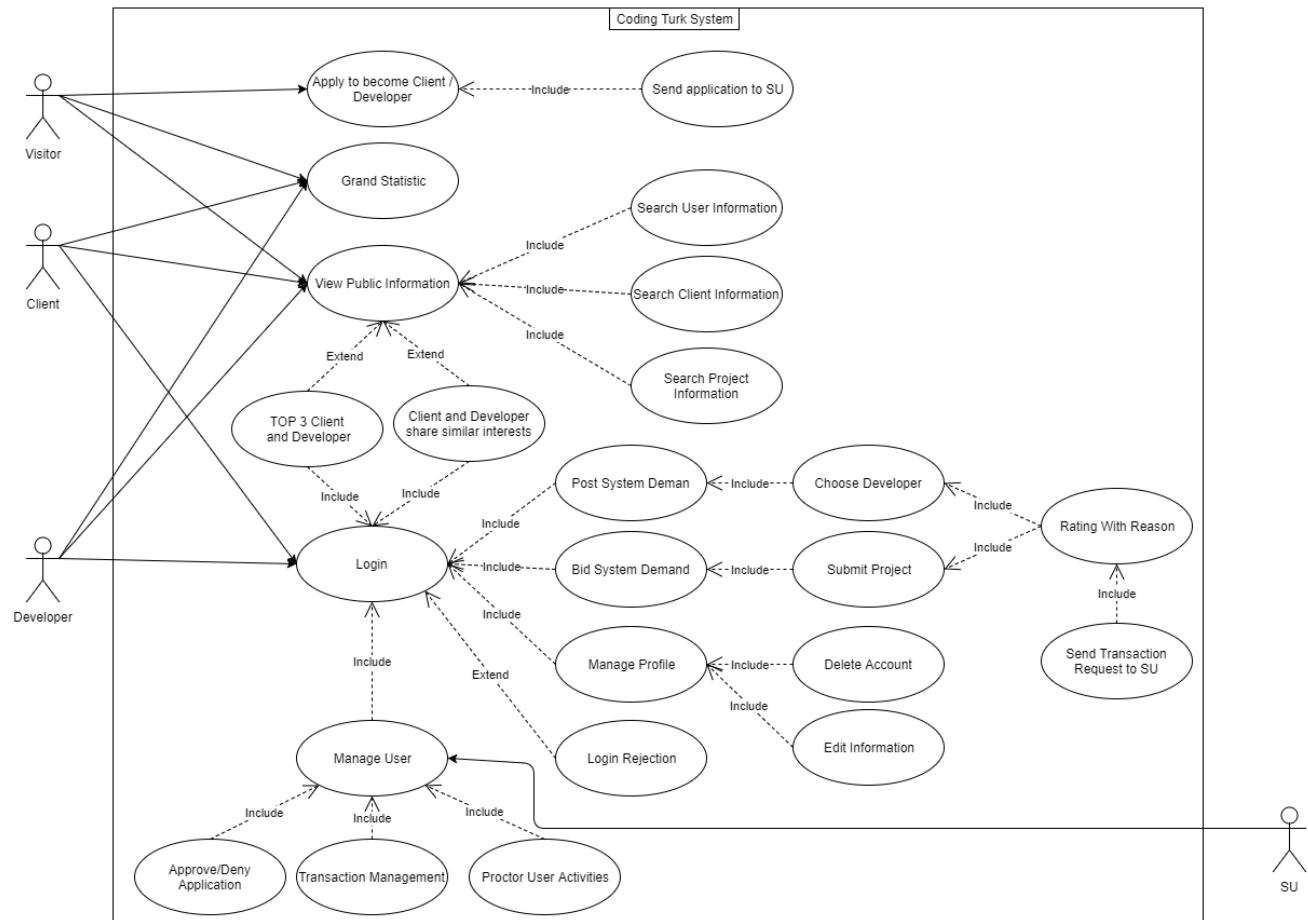 Coding Turk System
Visitor
Apply to become Client /
Developer
Include
Send application to SU
Grand Statistic
Client
View Public Information
Include
Include
Include
Search User Information
Search Client Information
Search Project
Information
Extend
Extend
TOP 3 Client
and Developer
Client and Developer
share similar interests
Include
Include
Developer
Login
Include
Include
Include
Extend
Include
Post System Deman
Include
Choose Developer
Include
Bid System Demand
Include
Submit Project
Include
Rating With Reason
Include
Send Transaction
Request to SU
Manage Profile
Include
Delete Account
Include
Edit Information
Login Rejection
Manage User
Include
Include
Include
Approve/Deny
Application
Transaction Management
Proctor User Activities
SU